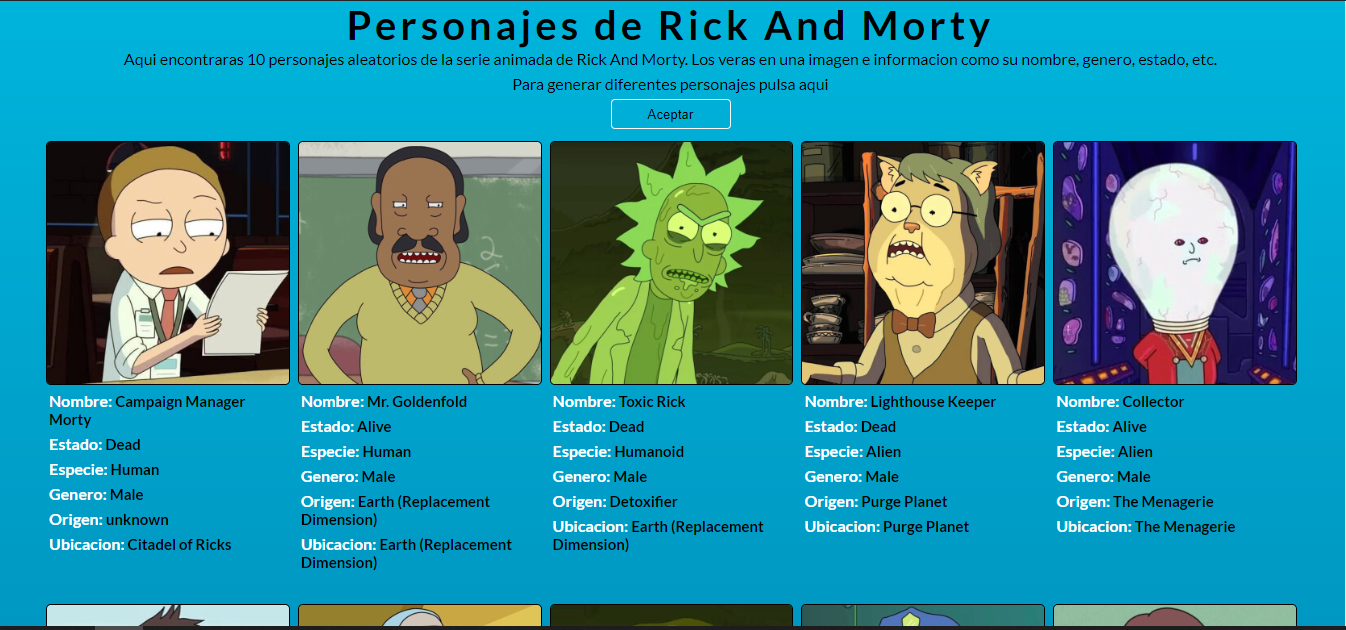 Personajes de Rick And Morty
Aqui encontraras 10 personajes aleatorios de la serie animada de Rick And Morty. Los veras en una imagen e informacion como su nombre, genero, estado, etc.
Para generar diferentes personajes pulsa aqui
Aceptar
Nombre: Campaign Manager
Morty
Estado: Dead
Especie: Human
Genero: Male
Origen: unknown
Ubicacion: Citadel of Ricks
Nombre: Mr. Goldenfold
Estado: Alive
Especie: Human
Genero: Male
Origen: Earth (Replacement
Dimension)
Ubicacion: Earth (Replacement
Dimension)
Nombre: Toxic Rick
Estado: Dead
Especie: Humanoid
Genero: Male
Origen: Detoxifier
Ubicacion: Earth (Replacement
Dimension)
Nombre: Lighthouse Keeper
Estado: Dead
Especie: Alien
Genero: Male
Origen: Purge Planet
Ubicacion: Purge Planet
Nombre: Collector
Estado: Alive
Especie: Alien
Genero: Male
Origen: The Menagerie
Ubicacion: The Menagerie